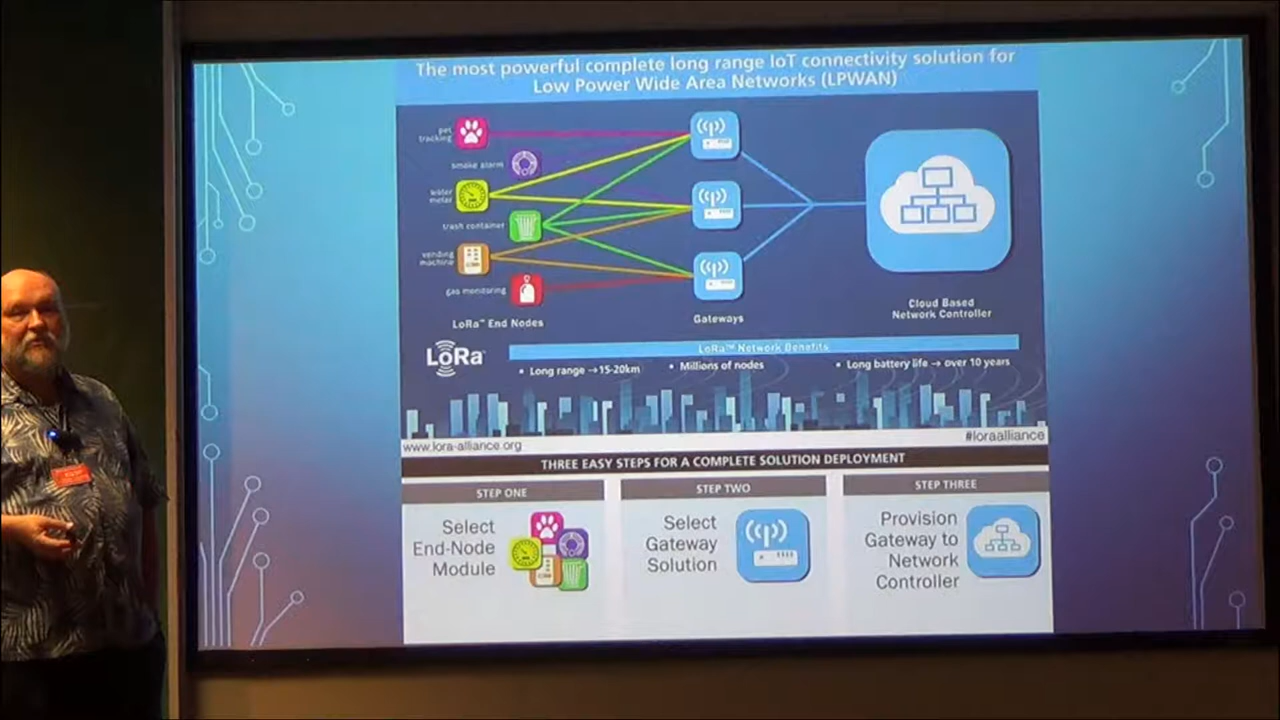 The most powerful complete long range IoT connectivity solution for
Low Power Wide Area Networks (LPWAN)
pet
tracking
smoke alarm
water
meter
trash container
vending
machine
gas monitoring
LoRa™ End Nodes
Gateways
Cloud Based
Network Controller
LoRa
LoRa™ Network Benefits
• Long range → 15-20km
• Millions of nodes
• Long battery life → over 10 years
www.lora-alliance.org
#loraalliance
THREE EASY STEPS FOR A COMPLETE SOLUTION DEPLOYMENT
STEP ONE
Select
End-Node
Module
STEP TWO
Select
Gateway
Solution
STEP THREE
Provision
Gateway to
Network
Controller